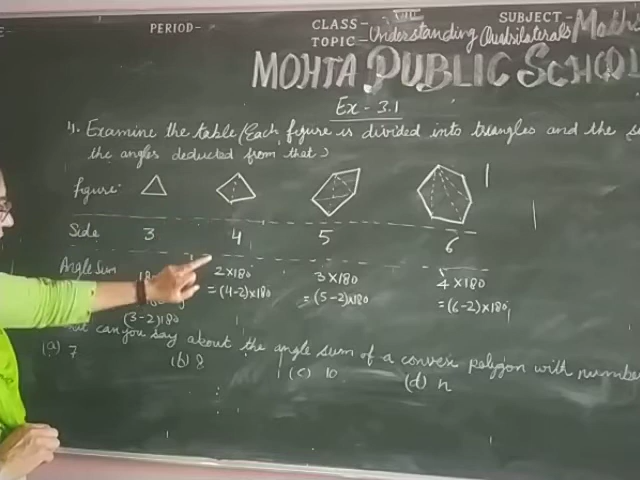 PERIOD-
CLASS- VIII
SUBJECT-
TOPIC- Understanding Quadrilaterals
MOHTA PUBLIC SCHOOL
Ex - 3.1
4. Examine the table (Each figure is divided into triangles and the
the angles deducted from that)
figure:
Side 3 4 5 6
Angle Sum 2×180 3×180 4×180
=(4-2)×180 =(5-2)×180 =(6-2)×180
(3-2)180
can you say about the angle sum of a convex polygon with number
(a) 7 (b) 8 (c) 10 (d) n